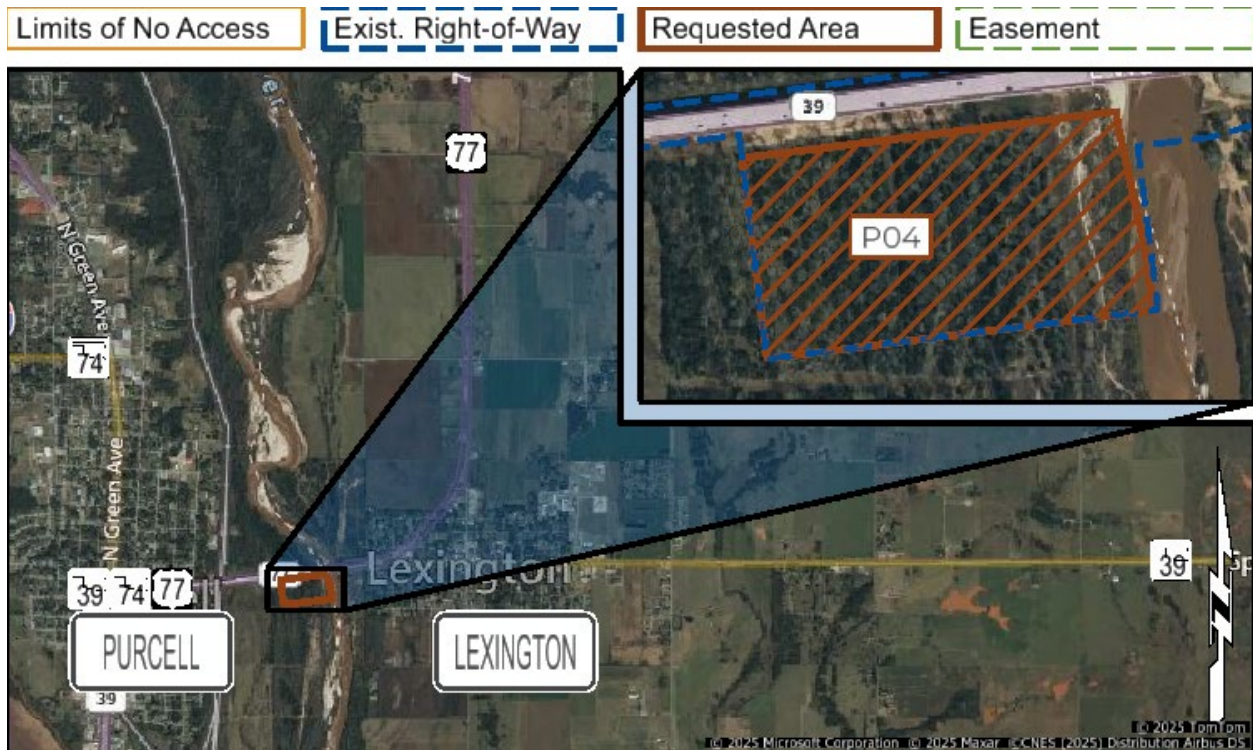 Limits of No Access
Exist. Right-of-Way
Requested Area
Easement
39
P04
77
N Green Ave
74
N Green Ave
Lexington
39
74
77
39
PURCELL
LEXINGTON
39
© 2025 TomTom
© 2025 Microsoft Corporation © 2025 Maxar ©CNES (2025) Distribution Airbus DS